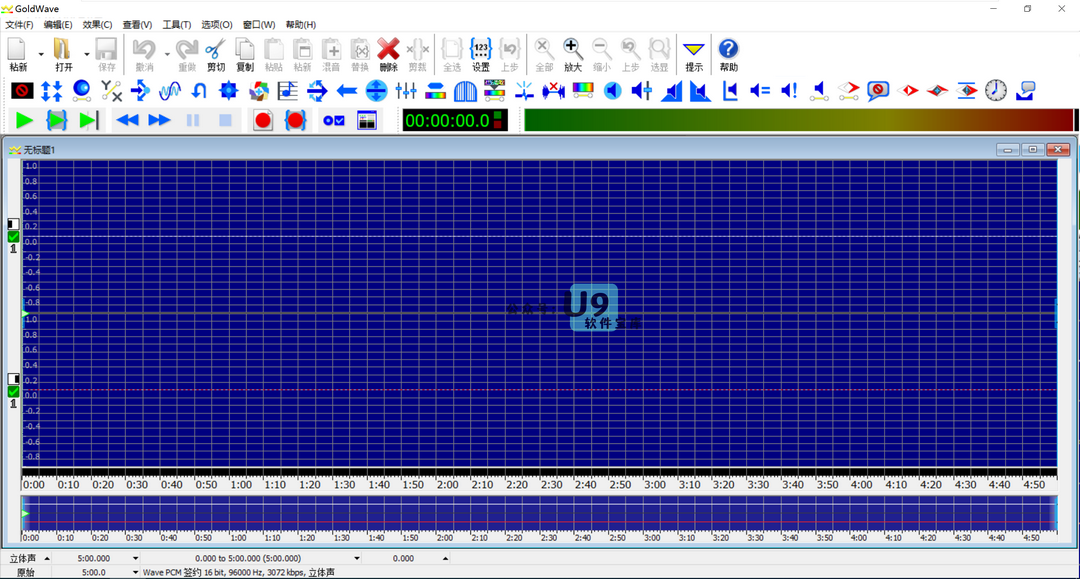 GoldWave
文件(F) 编辑(E) 效果(C) 查看(V) 工具(T) 选项(O) 窗口(W) 帮助(H)
粘新 打开 保存 撤消 重做 剪切 复制 粘贴 粘新 混音 替换 删除 剪裁 全选 设置 上步 全部 放大 缩小 上步 选显 提示 帮助
00:00:00.0
无标题1
1.0
0.8
0.6
0.4
0.2
0.0
-0.2
-0.4
-0.6
-0.8
1
U9
软件
1.0
0.8
0.6
0.4
0.2
0.0
-0.2
-0.4
-0.6
-0.8
1
0:00 0:10 0:20 0:30 0:40 0:50 1:00 1:10 1:20 1:30 1:40 1:50 2:00 2:10 2:20 2:30 2:40 2:50 3:00 3:10 3:20 3:30 3:40 3:50 4:00 4:10 4:20 4:30 4:40 4:50
0:00 0:10 0:20 0:30 0:40 0:50 1:00 1:10 1:20 1:30 1:40 1:50 2:00 2:10 2:20 2:30 2:40 2:50 3:00 3:10 3:20 3:30 3:40 3:50 4:00 4:10 4:20 4:30 4:40 4:50
立体声 5:00.000 0.000 to 5:00.000 (5:00.000) 0.000
原始 5:00.0 Wave PCM 签约 16 bit, 96000 Hz, 3072 kbps, 立体声